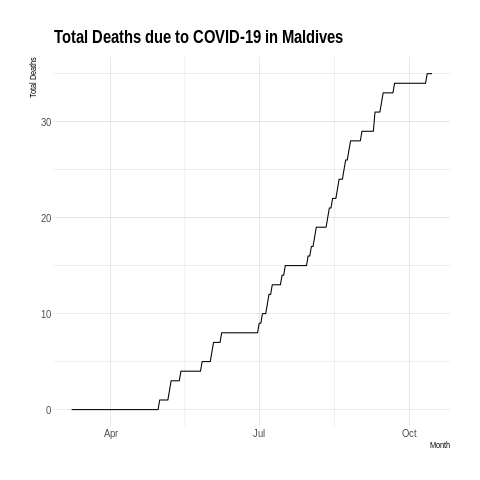 Total Deaths due to COVID-19 in Maldives
Total Deaths
30
20
10
0
Apr
Jul
Oct
Month